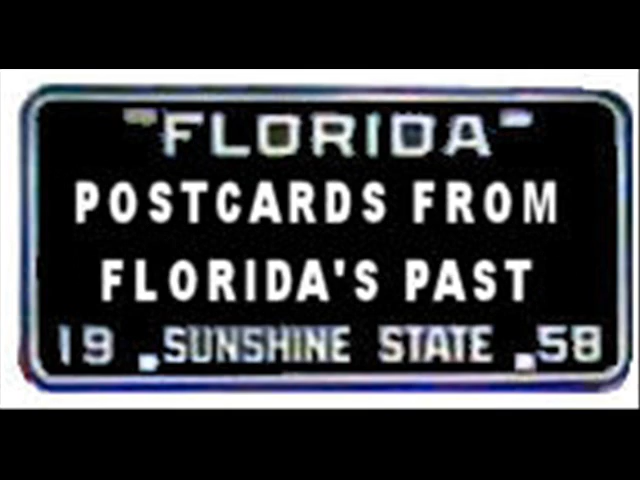 FLORIDA
POSTCARDS FROM
FLORIDA'S PAST
19 SUNSHINE STATE 58